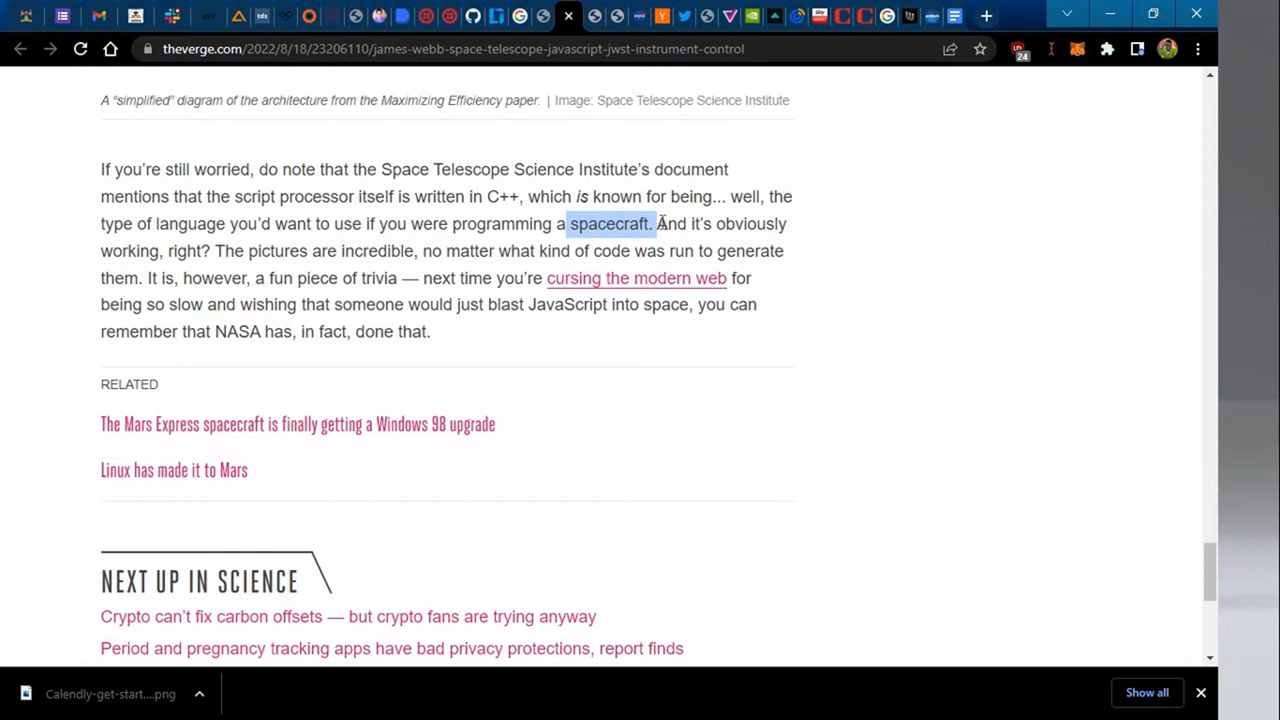 tds
sky
theverge.com/2022/8/18/23206110/james-webb-space-telescope-javascript-jwst-instrument-control
24
A “simplified” diagram of the architecture from the Maximizing Efficiency paper. | Image: Space Telescope Science Institute
If you’re still worried, do note that the Space Telescope Science Institute’s document
mentions that the script processor itself is written in C++, which is known for being... well, the
type of language you’d want to use if you were programming a spacecraft. And it’s obviously
working, right? The pictures are incredible, no matter what kind of code was run to generate
them. It is, however, a fun piece of trivia — next time you’re cursing the modern web for
being so slow and wishing that someone would just blast JavaScript into space, you can
remember that NASA has, in fact, done that.
RELATED
The Mars Express spacecraft is finally getting a Windows 98 upgrade
Linux has made it to Mars
NEXT UP IN SCIENCE
Crypto can’t fix carbon offsets — but crypto fans are trying anyway
Period and pregnancy tracking apps have bad privacy protections, report finds
Calendly-get-start....png
Show all